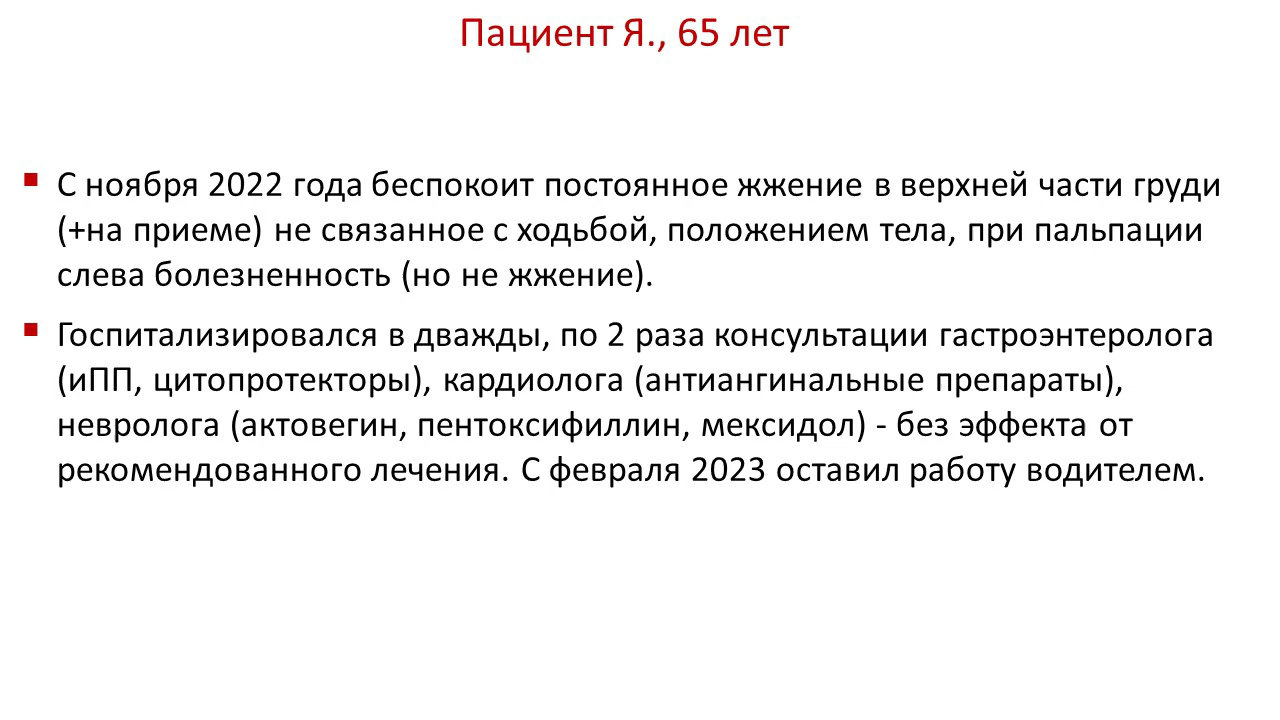 Пациент Я., 65 лет
▪ С ноября 2022 года беспокоит постоянное жжение в верхней части груди
(+на приеме) не связанное с ходьбой, положением тела, при пальпации
слева болезненность (но не жжение).
▪ Госпитализировался в дважды, по 2 раза консультации гастроэнтеролога
(иПП, цитопротекторы), кардиолога (антиангинальные препараты),
невролога (актовегин, пентоксифиллин, мексидол) - без эффекта от
рекомендованного лечения. С февраля 2023 оставил работу водителем.